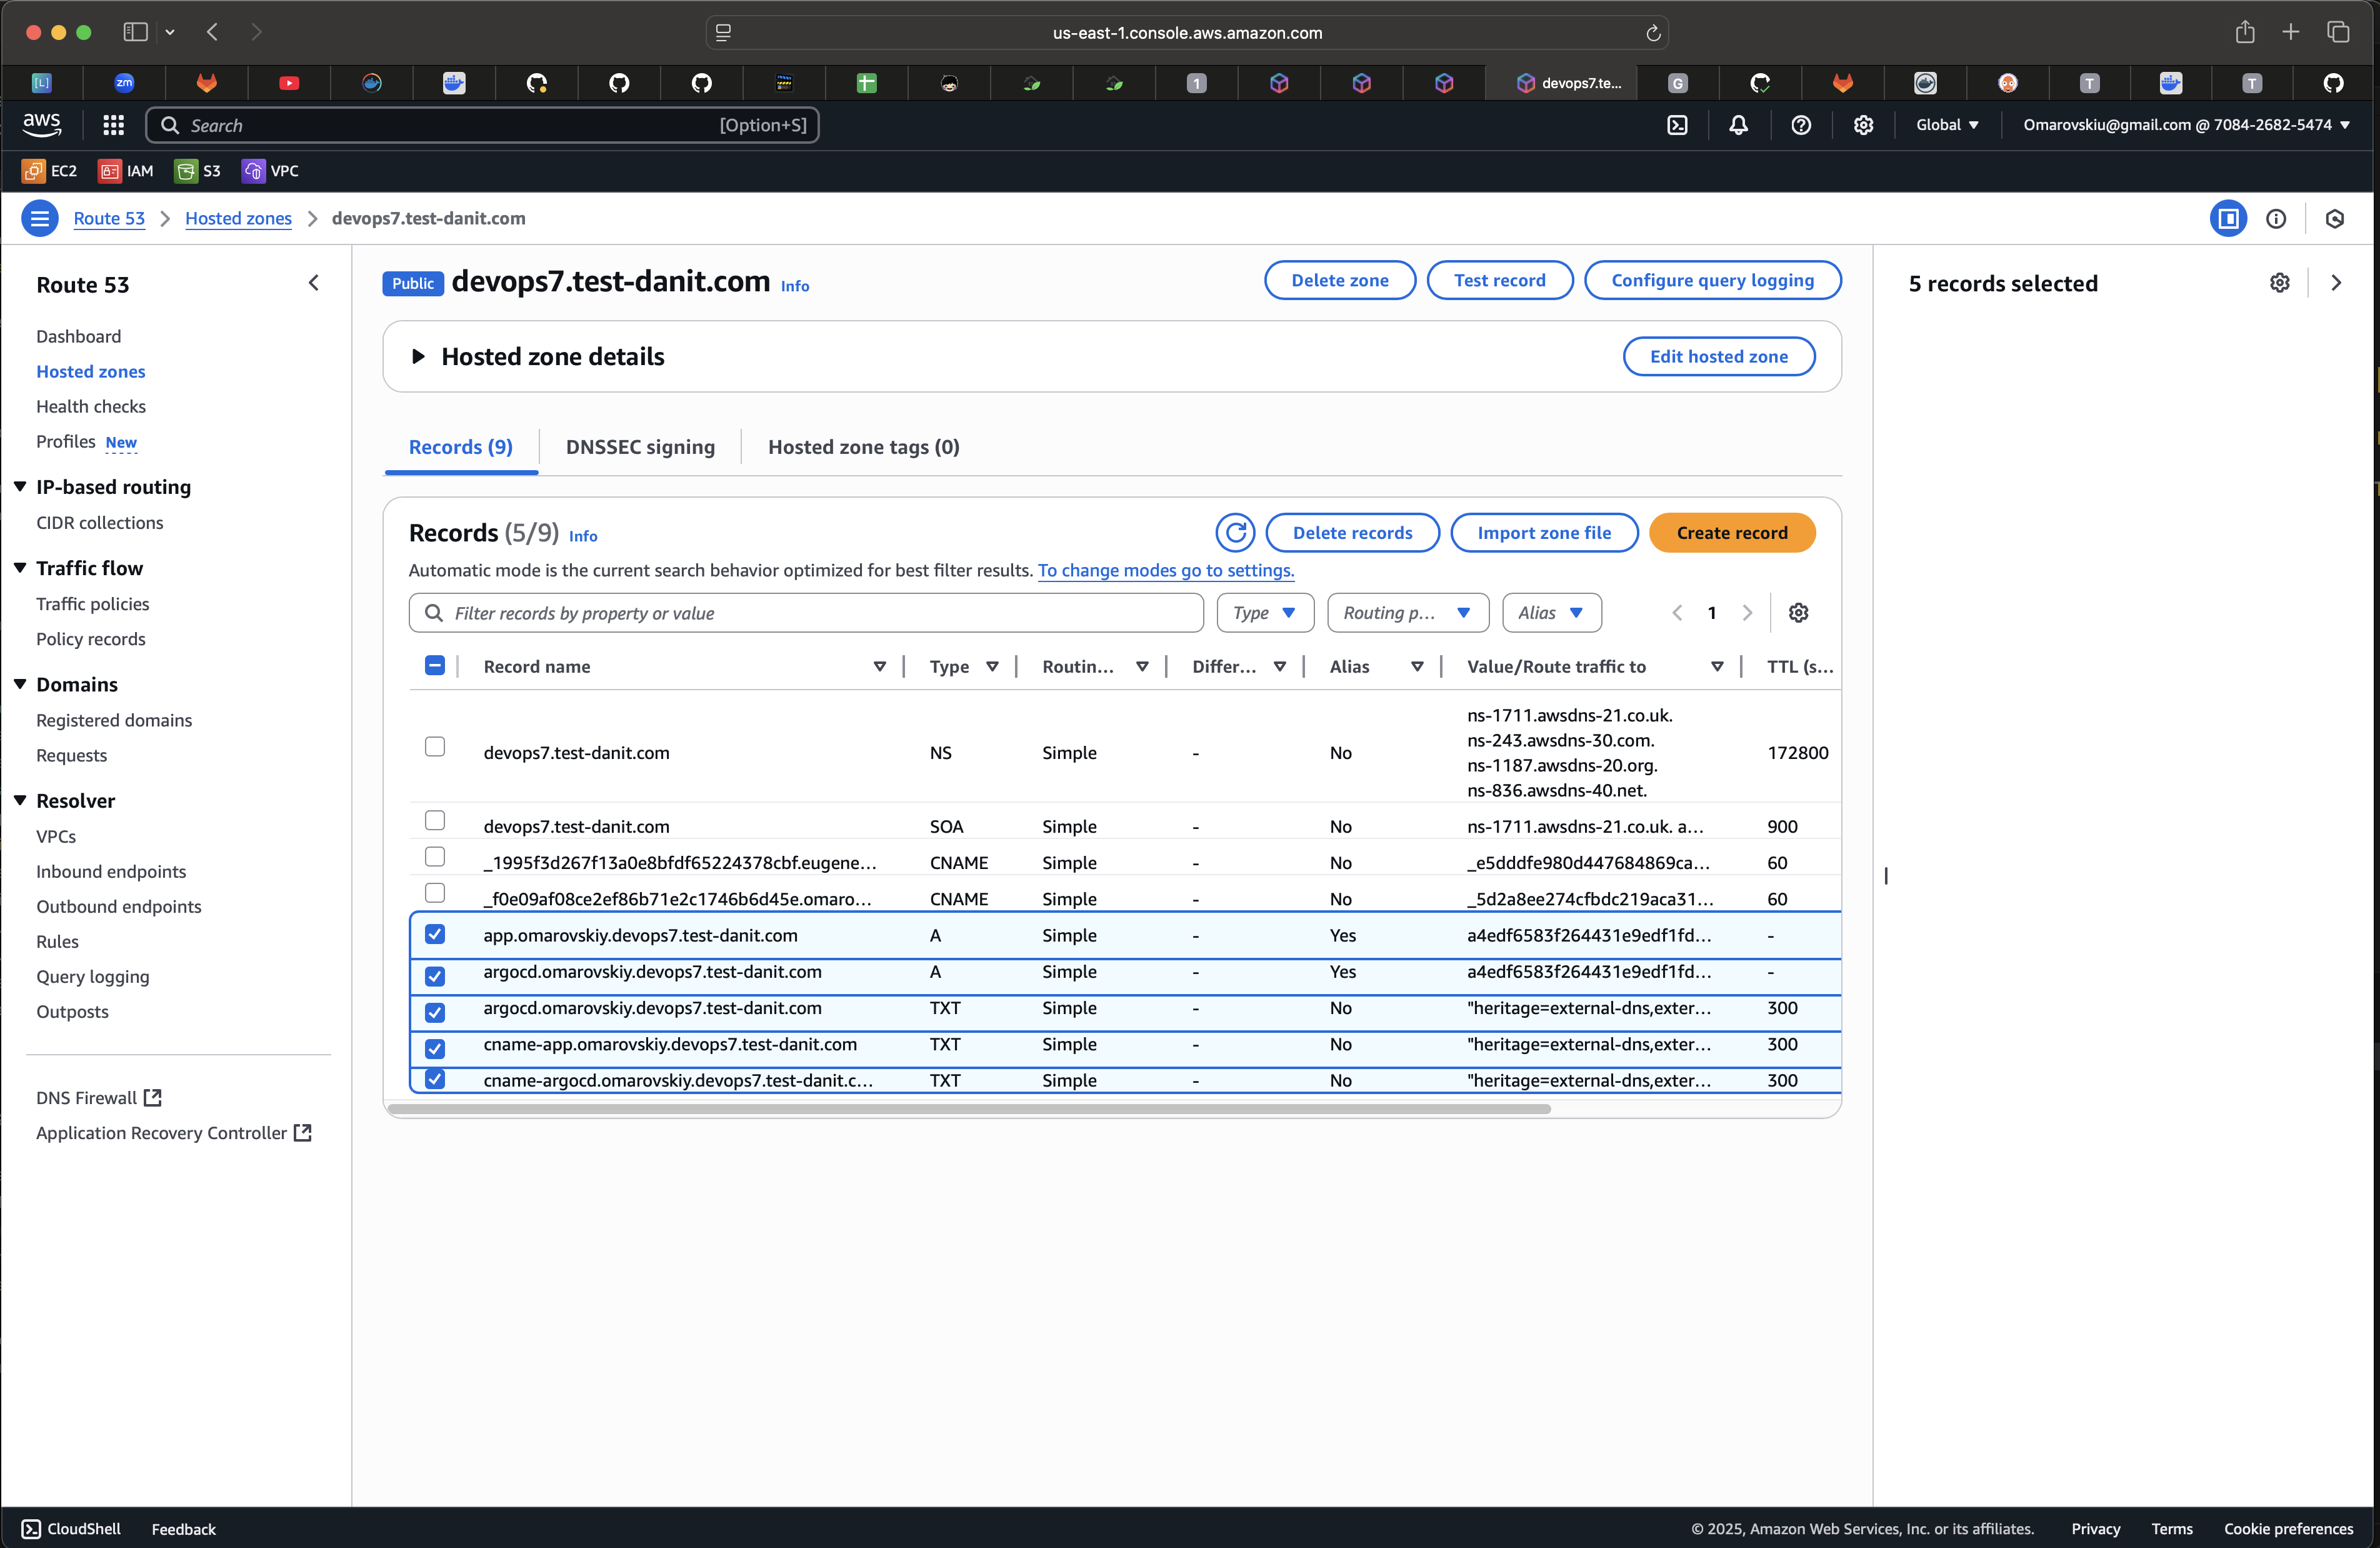 us-east-1.console.aws.amazon.com
[L]
zm
1
devops7.te...
G
T
T
aws
Search
[Option+S]
Global
Omarovskiu@gmail.com @ 7084-2682-5474
EC2
IAM
S3
VPC
Route 53
Hosted zones
devops7.test-danit.com
Route 53
Dashboard
Hosted zones
Health checks
Profiles New
IP-based routing
CIDR collections
Traffic flow
Traffic policies
Policy records
Domains
Registered domains
Requests
Resolver
VPCs
Inbound endpoints
Outbound endpoints
Rules
Query logging
Outposts
DNS Firewall
Application Recovery Controller
Public devops7.test-danit.com Info
Delete zone
Test record
Configure query logging
Hosted zone details
Edit hosted zone
Records (9)
DNSSEC signing
Hosted zone tags (0)
Records (5/9) Info
Delete records
Import zone file
Create record
Automatic mode is the current search behavior optimized for best filter results. To change modes go to settings.
Filter records by property or value
Type
Routing p...
Alias
1
Record name Type Routin... Differ... Alias Value/Route traffic to TTL (s...
devops7.test-danit.com NS Simple - No
ns-1711.awsdns-21.co.uk.
ns-243.awsdns-30.com.
ns-1187.awsdns-20.org.
ns-836.awsdns-40.net.
172800
devops7.test-danit.com SOA Simple - No ns-1711.awsdns-21.co.uk. a... 900
_1995f3d267f13a0e8bfdf65224378cbf.eugene... CNAME Simple - No _e5dddfe980d447684869ca... 60
_f0e09af08ce2ef86b71e2c1746b6d45e.omaro... CNAME Simple - No _5d2a8ee274cfbdc219aca31... 60
app.omarovskiy.devops7.test-danit.com A Simple - Yes a4edf6583f264431e9edf1fd... -
argocd.omarovskiy.devops7.test-danit.com A Simple - Yes a4edf6583f264431e9edf1fd... -
argocd.omarovskiy.devops7.test-danit.com TXT Simple - No "heritage=external-dns,exter... 300
cname-app.omarovskiy.devops7.test-danit.com TXT Simple - No "heritage=external-dns,exter... 300
cname-argocd.omarovskiy.devops7.test-danit.c... TXT Simple - No "heritage=external-dns,exter... 300
5 records selected
CloudShell
Feedback
© 2025, Amazon Web Services, Inc. or its affiliates.
Privacy
Terms
Cookie preferences